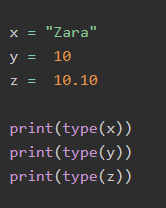 x = "Zara"
y =  10
z =  10.10
print(type(x))
print(type(y))
print(type(z))